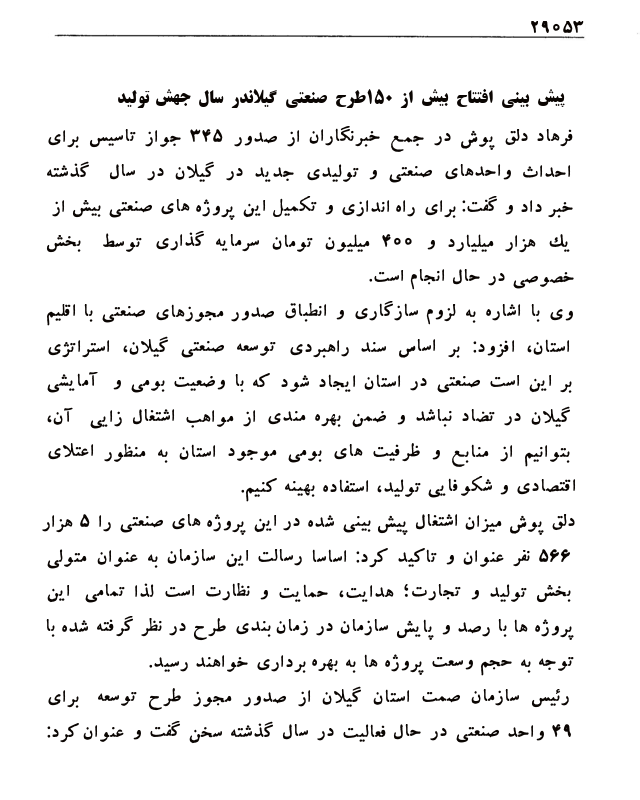 ۲۹۰۵۳
پیش بینی افتتاح بیش از ۱۵۰طرح صنعتی گیلاندر سال جهش تولید
فرهاد دلق پوش در جمع خبرنگاران از صدور ۳۴۵ جواز تاسیس برای
احداث واحدهای صنعتی و تولیدی جدید در گیلان در سال گذشته
خبر داد و گفت: برای راه اندازی و تکمیل این پروژه های صنعتی بیش از
یك هزار میلیارد و ۴۰۰ میلیون تومان سرمایه گذاری توسط بخش
خصوصی در حال انجام است.
وی با اشاره به لزوم سازگاری و انطباق صدور مجوزهای صنعتی با اقلیم
استان، افزود: بر اساس سند راهبردی توسعه صنعتی گیلان، استراتژی
بر این است صنعتی در استان ایجاد شود که با وضعیت بومی و آمایشی
گیلان در تضاد نباشد و ضمن بهره مندی از مواهب اشتغال زایی آن،
بتوانیم از منابع و ظرفیت های بومی موجود استان به منظور اعتلای
اقتصادی و شکوفایی تولید، استفاده بهینه کنیم.
دلق پوش میزان اشتغال پیش بینی شده در این پروژه های صنعتی را ۵ هزار
۵۶۶ نفر عنوان و تاکید کرد: اساسا رسالت این سازمان به عنوان متولی
بخش تولید و تجارت؛ هدایت، حمایت و نظارت است لذا تمامی این
پروژه ها با رصد و پایش سازمان در زمان بندی طرح در نظر گرفته شده با
توجه به حجم وسعت پروژه ها به بهره برداری خواهند رسید.
رئیس سازمان صمت استان گیلان از صدور مجوز طرح توسعه برای
۴۹ واحد صنعتی در حال فعالیت در سال گذشته سخن گفت و عنوان کرد: